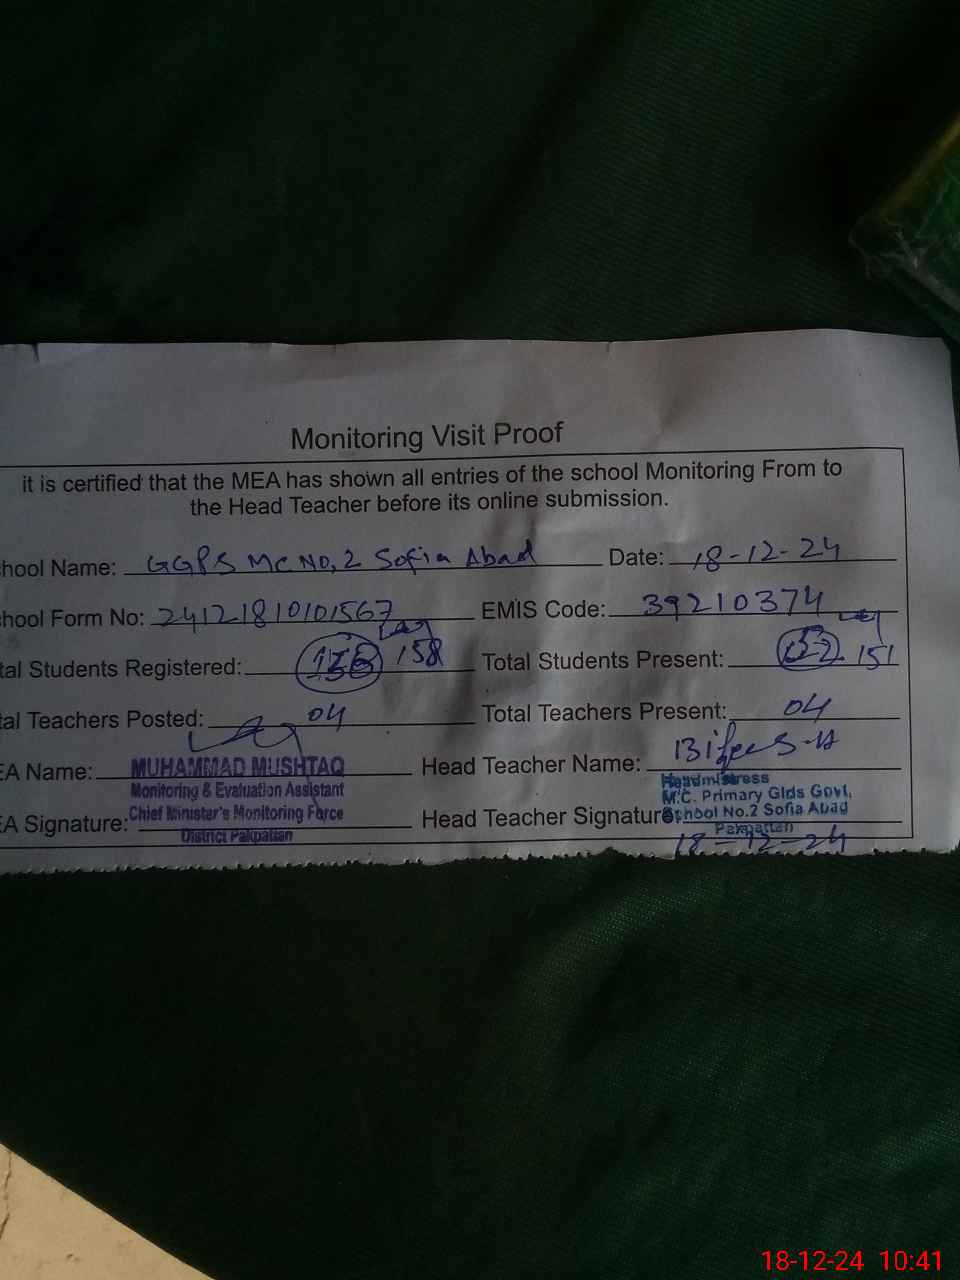 Monitoring Visit Proof
it is certified that the MEA has shown all entries of the school Monitoring From to
the Head Teacher before its online submission.
hool Name: GGPS MC NO, 2 Sofia Abad Date: 18-12-24
hool Form No: 24121810101567 EMIS Code: 39210374
tal Students Registered: 158 Total Students Present: 151
tal Teachers Posted: 04 Total Teachers Present: 04
EA Name: MUHAMMAD MUSHTAQ Head Teacher Name:
Monitoring & Evaluation Assistant
Chief Minister's Monitoring Force
District Pakpattan
EA Signature: Head Teacher Signature:
Headmistress
M.C. Primary Glds Govt,
School No.2 Sofia Abad
Pakpattan
18-12-24
18-12-24 10:41